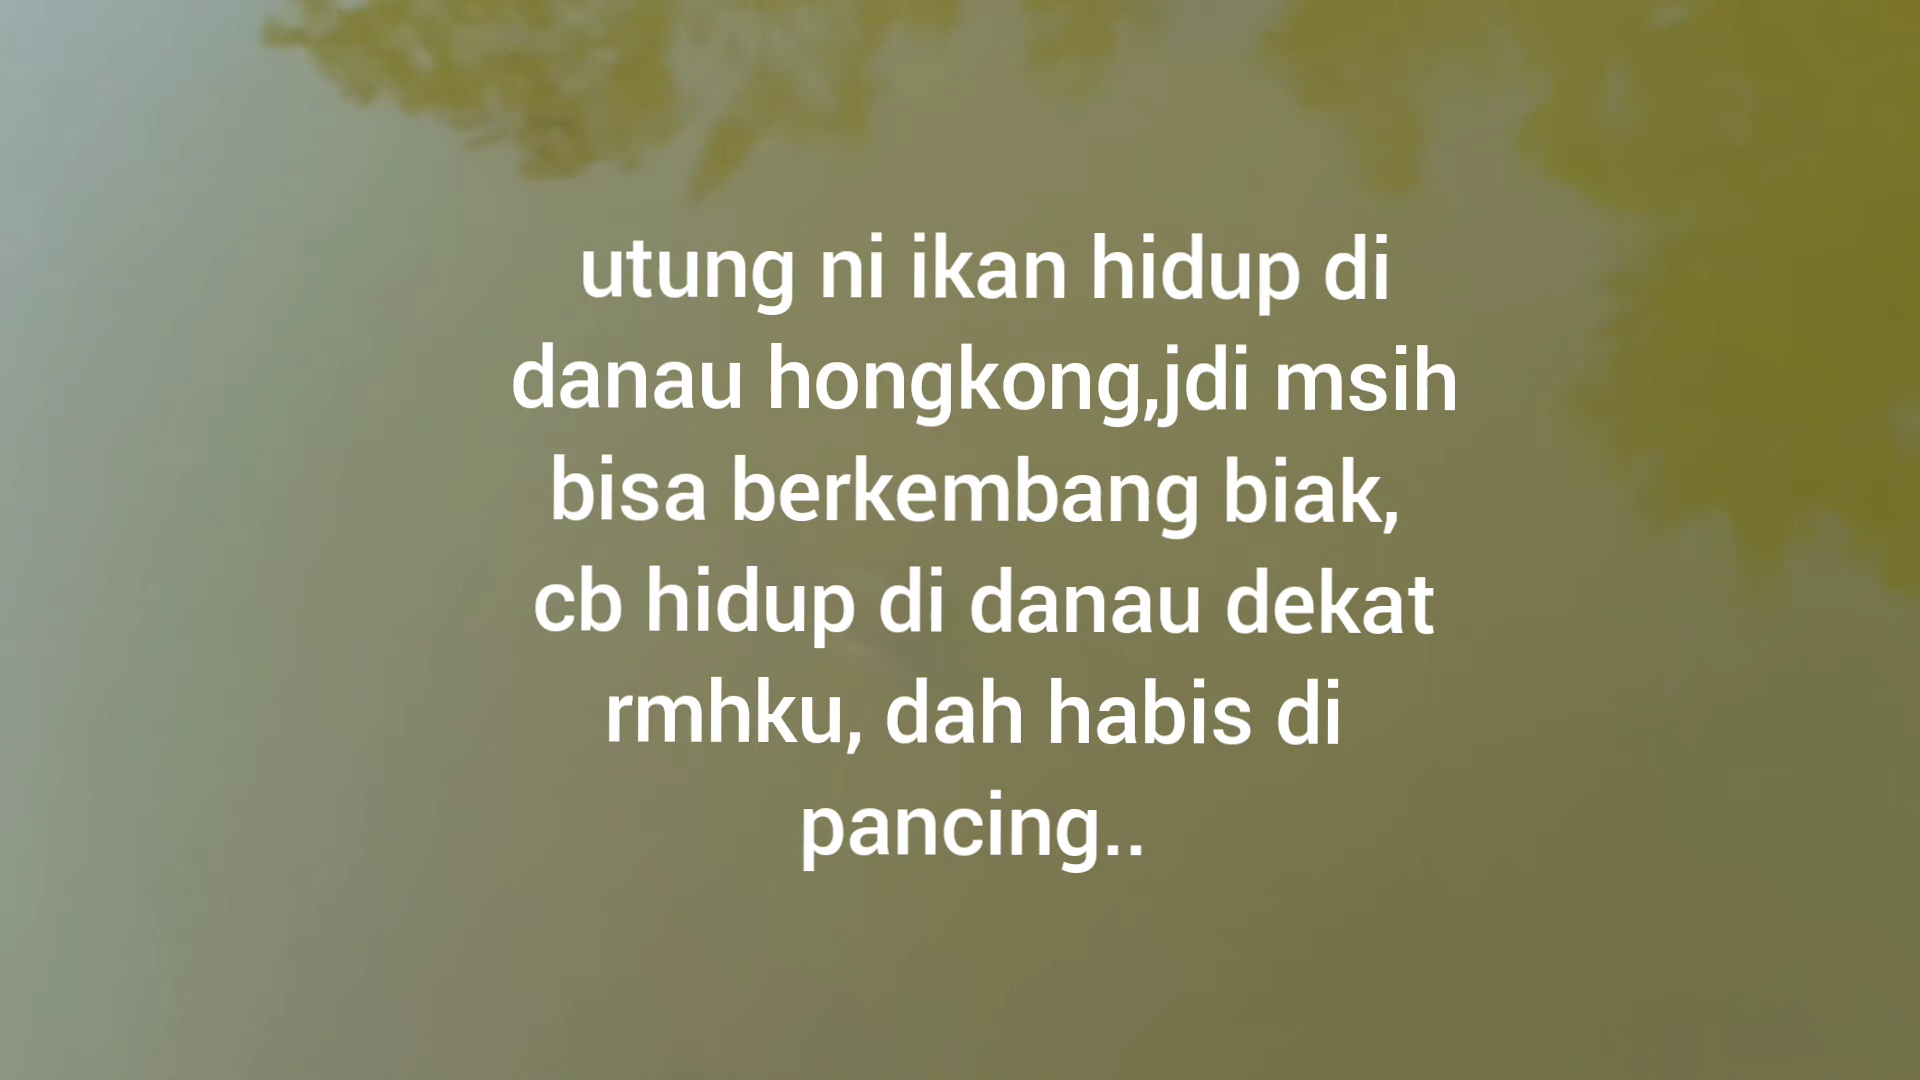 utung ni ikan hidup di
danau hongkong,jdi msih
bisa berkembang biak,
cb hidup di danau dekat
rmhku, dah habis di
pancing..